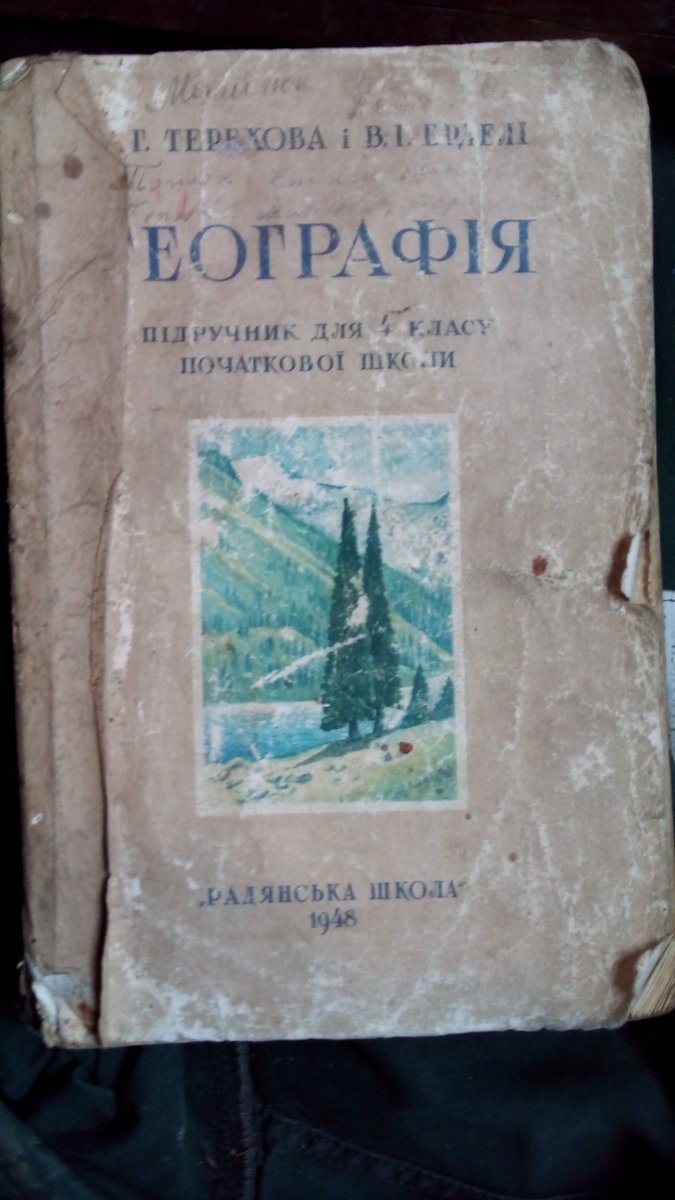 Г. ТЕРЕХОВА і В. І. ЕРДЕЛІ
ЕОГРАФІЯ
ПІДРУЧНИК ДЛЯ 4 КЛАСУ
ПОЧАТКОВОЇ ШКОЛИ
„РАДЯНСЬКА ШКОЛА"
1948